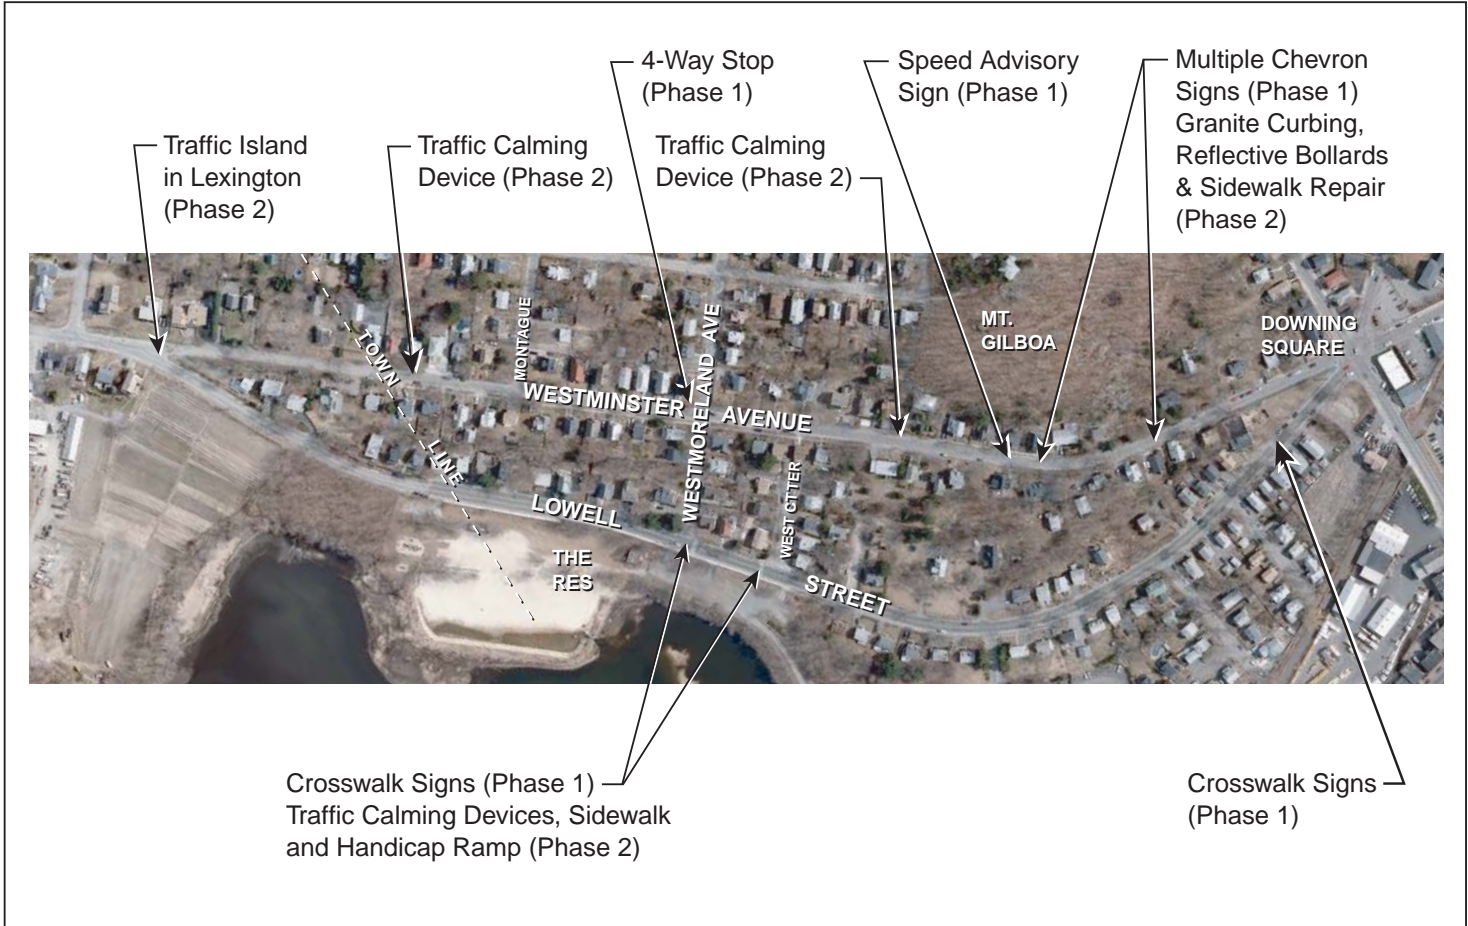 4-Way Stop
(Phase 1)
Speed Advisory
Sign (Phase 1)
Multiple Chevron
Signs (Phase 1)
Granite Curbing,
Reflective Bollards
& Sidewalk Repair
(Phase 2)
Traffic Island
in Lexington
(Phase 2)
Traffic Calming
Device (Phase 2)
Traffic Calming
Device (Phase 2)
TOWN LINE
MONTAGUE
WESTMINSTER AVENUE
WESTMORELAND AVE
MT.
GILBOA
DOWNING
SQUARE
LOWELL STREET
WEST CT TER
THE
RES
Crosswalk Signs (Phase 1)
Traffic Calming Devices, Sidewalk
and Handicap Ramp (Phase 2)
Crosswalk Signs
(Phase 1)